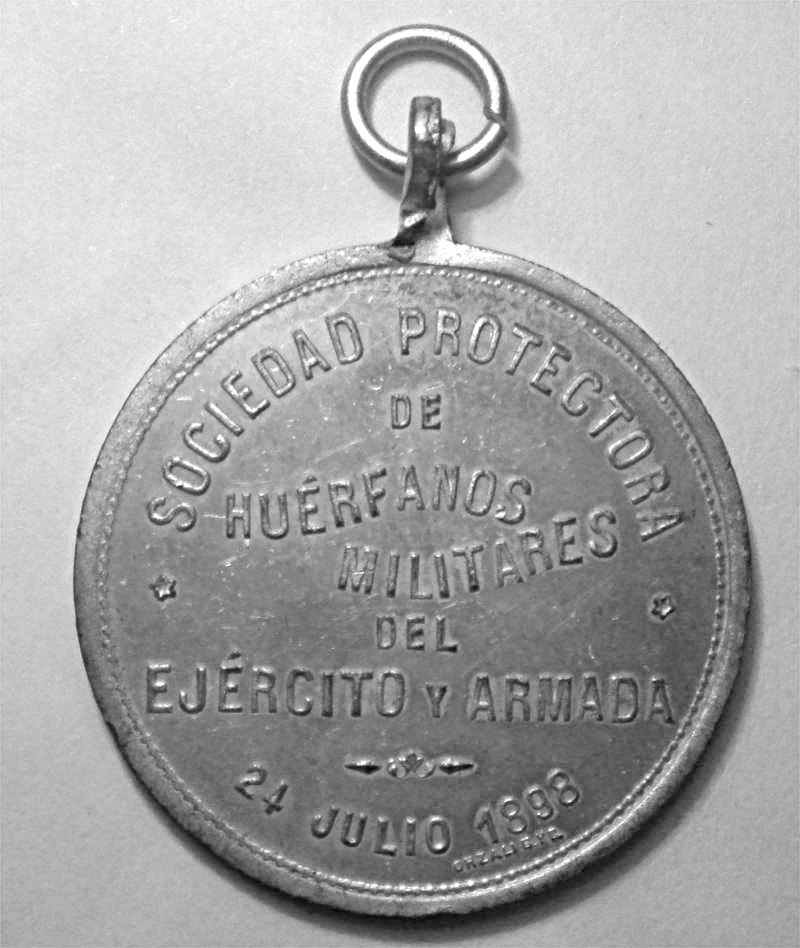 SOCIEDAD PROTECTORA
DE
HUÉRFANOS
MILITARES
DEL
EJÉRCITO Y ARMADA
24 JULIO 1898